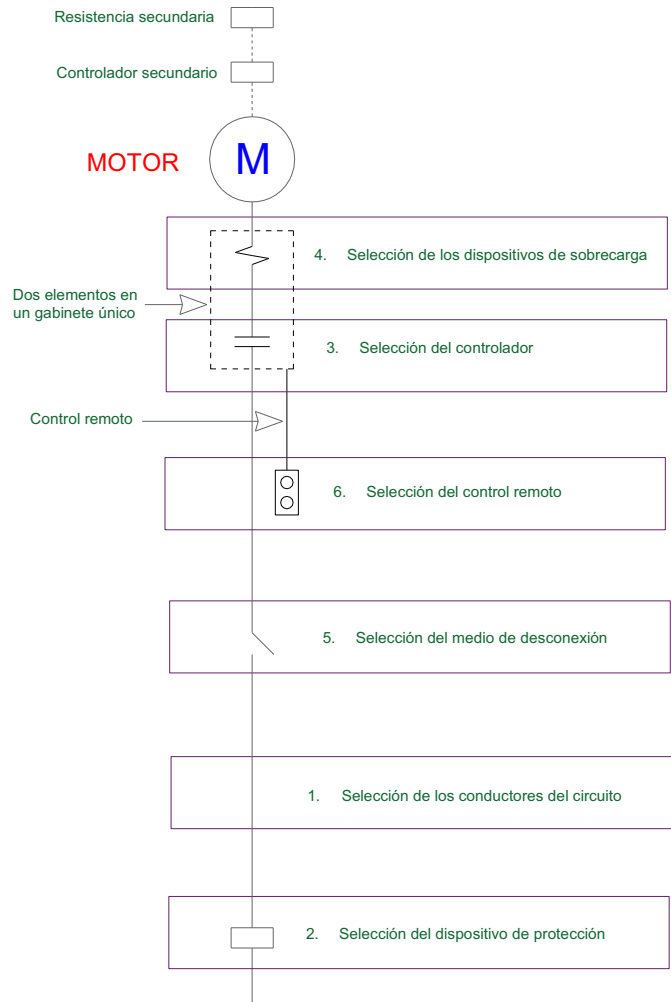 Resistencia secundaria
Controlador secundario
MOTOR
M
4. Selección de los dispositivos de sobrecarga
Dos elementos en
un gabinete único
3. Selección del controlador
Control remoto
6. Selección del control remoto
5. Selección del medio de desconexión
1. Selección de los conductores del circuito
2. Selección del dispositivo de protección